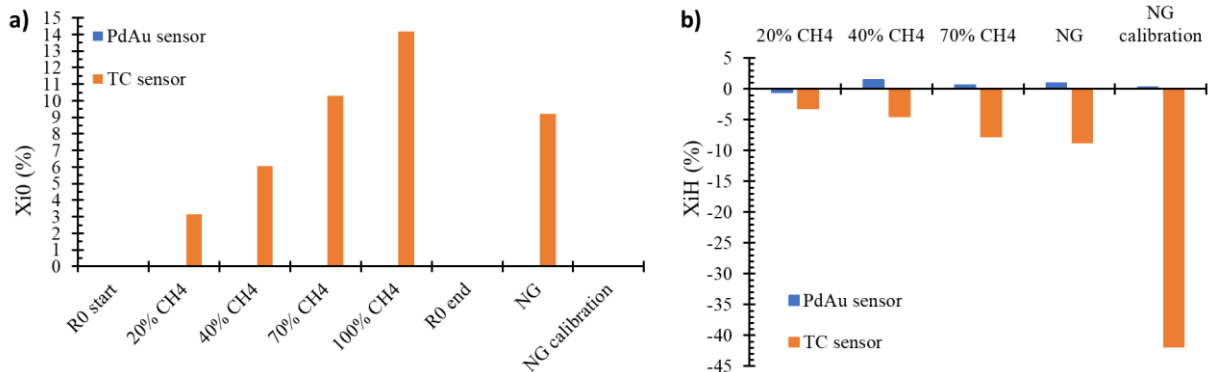 a)
Xi0 (%)
15
14
13
12
11
10
9
8
7
6
5
4
3
2
1
0
PdAu sensor
TC sensor
R0 start
20% CH4
40% CH4
70% CH4
100% CH4
R0 end
NG
NG calibration
b)
20% CH4
40% CH4
70% CH4
NG
NG
calibration
XiH (%)
5
0
-5
-10
-15
-20
-25
-30
-35
-40
-45
PdAu sensor
TC sensor